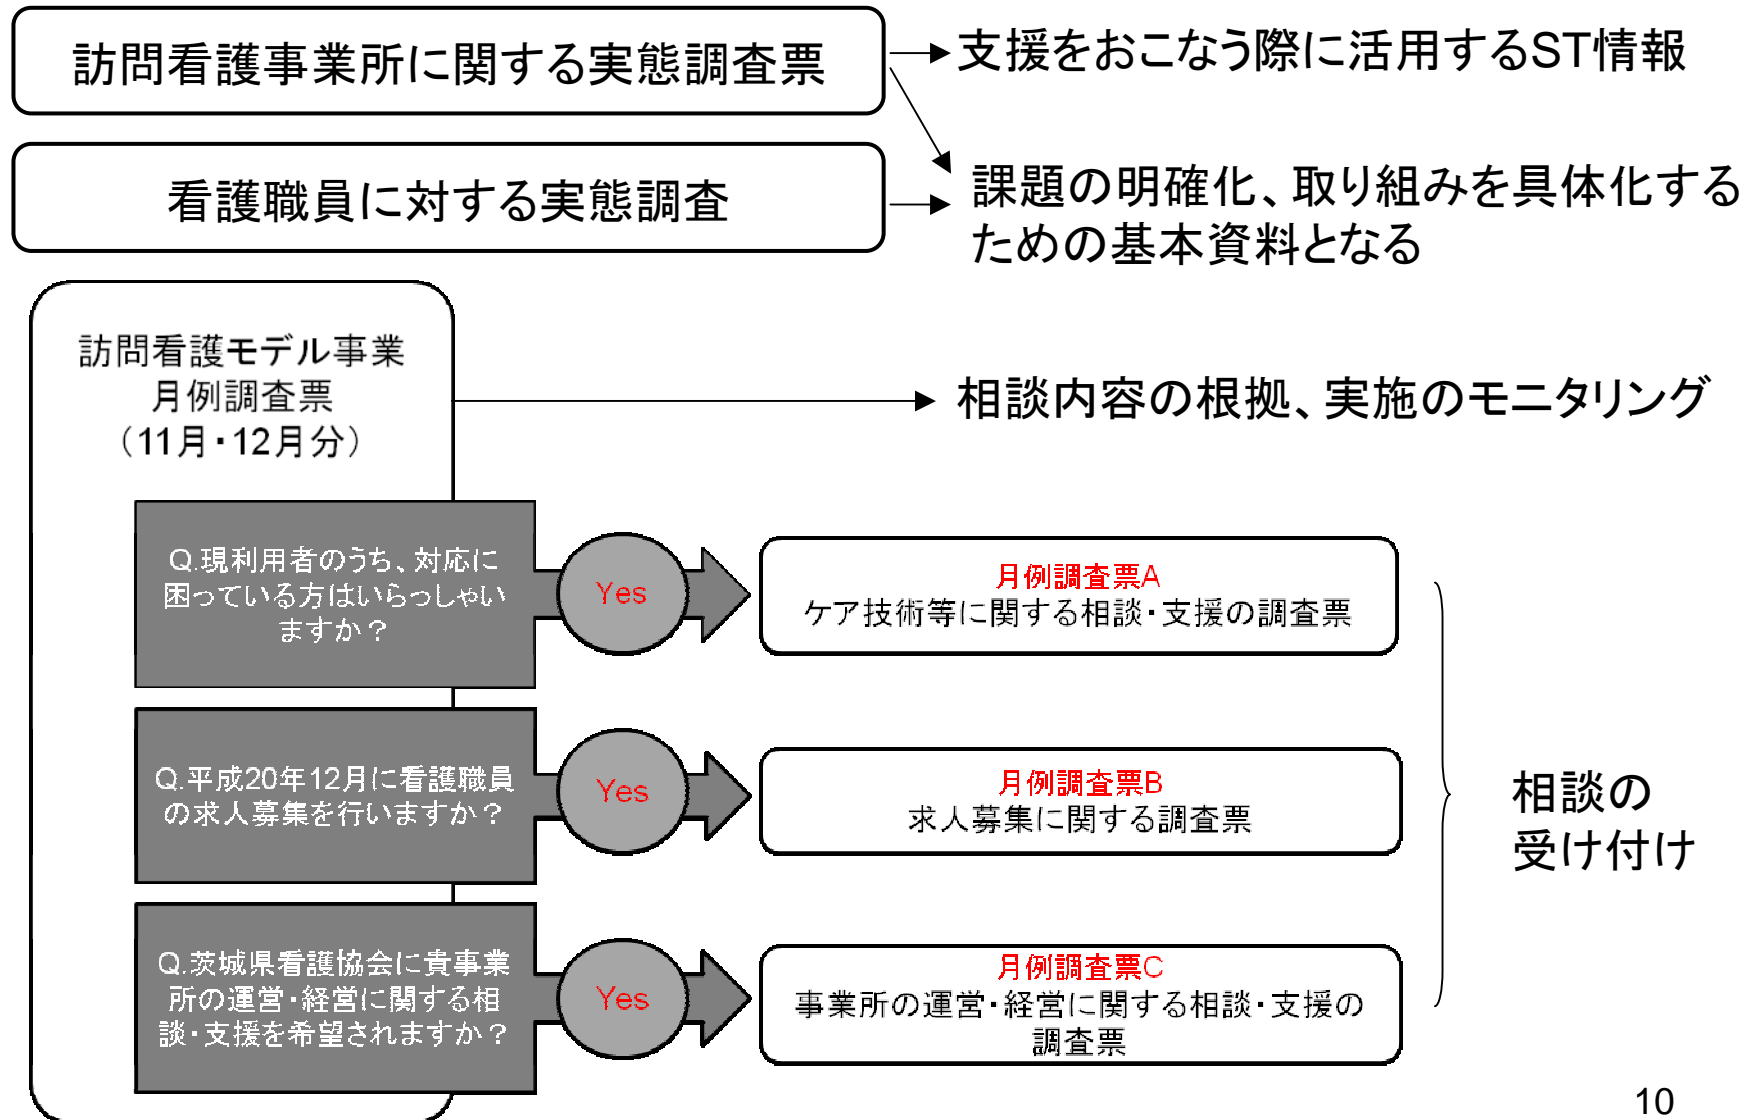 訪問看護事業所に関する実態調査票
支援をおこなう際に活用するST情報
看護職員に対する実態調査
課題の明確化、取り組みを具体化する
ための基本資料となる
訪問看護モデル事業
月例調査票
（11月・12月分）
相談内容の根拠、実施のモニタリング
Q.現利用者のうち、対応に
困っている方はいらっしゃい
ますか？
Yes
月例調査票A
ケア技術等に関する相談・支援の調査票
Q.平成20年12月に看護職員
の求人募集を行いますか？
Yes
月例調査票B
求人募集に関する調査票
Q.茨城県看護協会に貴事業
所の運営・経営に関する相
談・支援を希望されますか？
Yes
月例調査票C
事業所の運営・経営に関する相談・支援の
調査票
相談の
受け付け
10